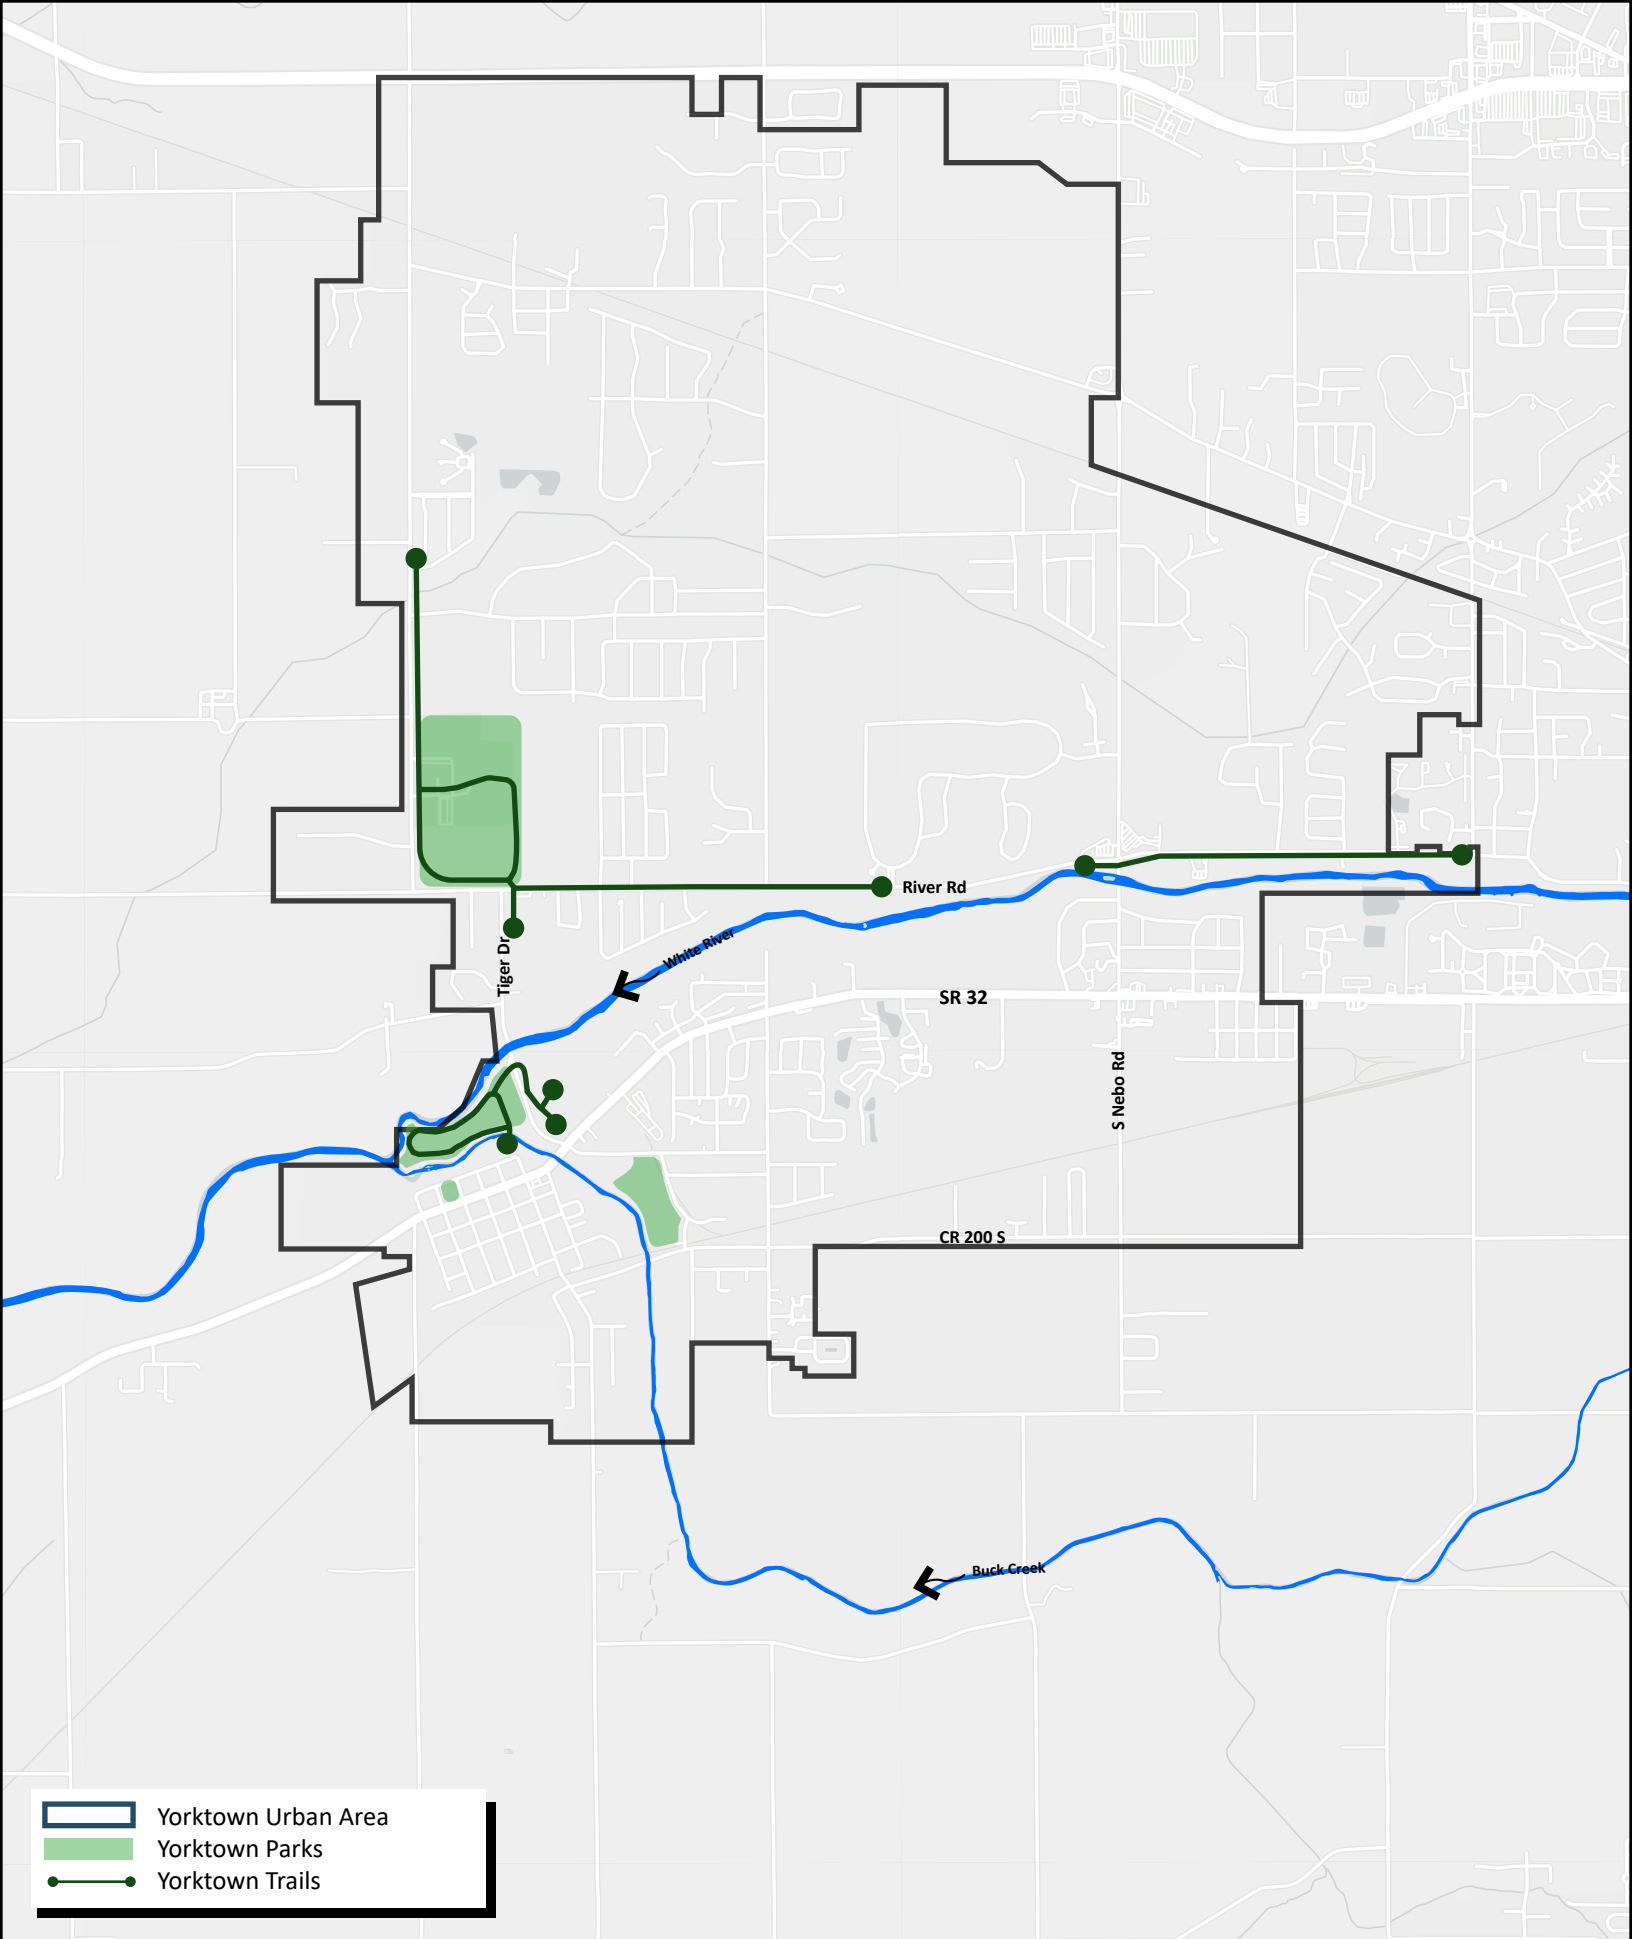 River Rd
Tiger Dr
White River
SR 32
S Nebo Rd
CR 200 S
Buck Creek
Yorktown Urban Area
Yorktown Parks
Yorktown Trails